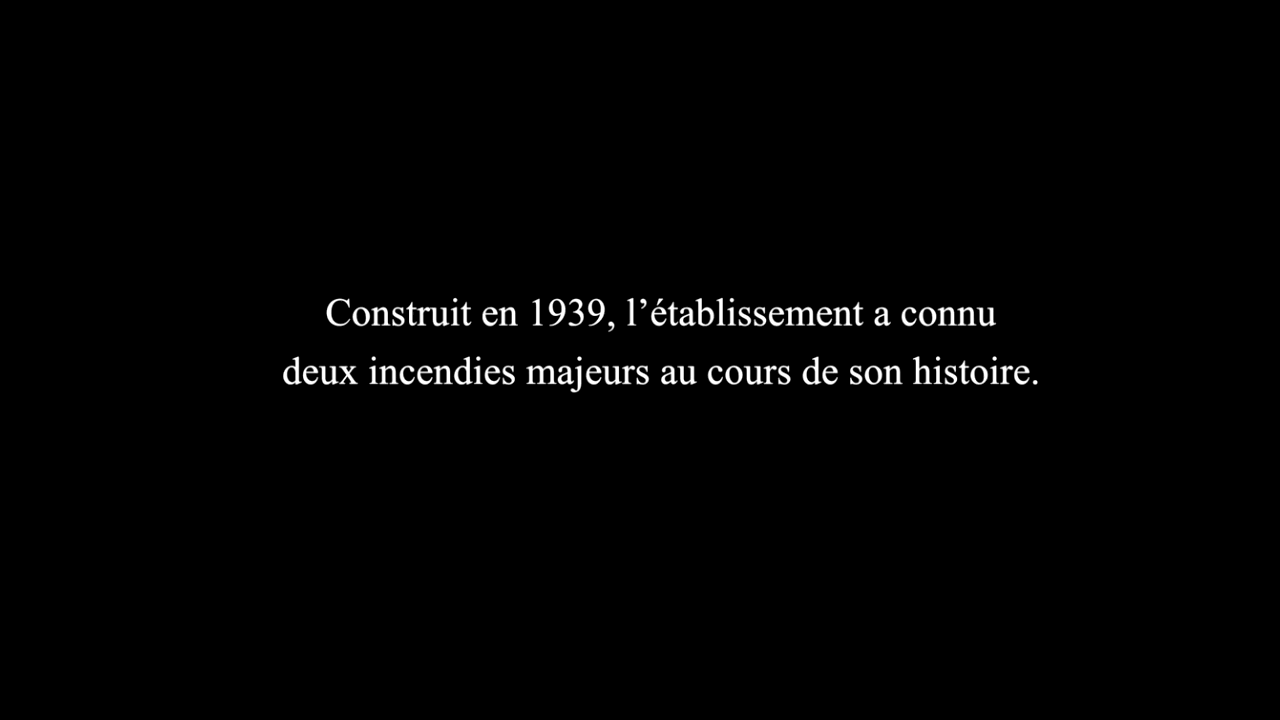 Construit en 1939, l’établissement a connu
deux incendies majeurs au cours de son histoire.